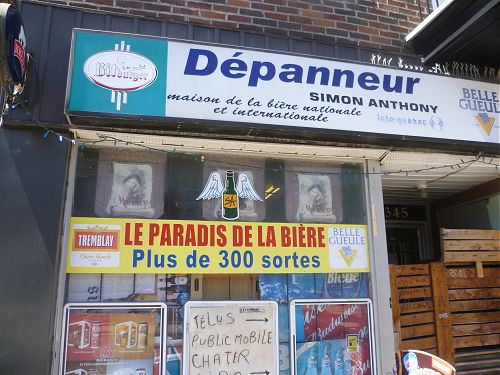 Bitburger
Dépanneur
SIMON ANTHONY
maison de la bière nationale
et internationale
loto-québec
BELLE
GUEULE
345
TREMBLAY
LE PARADIS DE LA BIÈRE
Plus de 300 sortes
BELLE
GUEULE
TELUS
PUBLIC MOBILE
CHATER